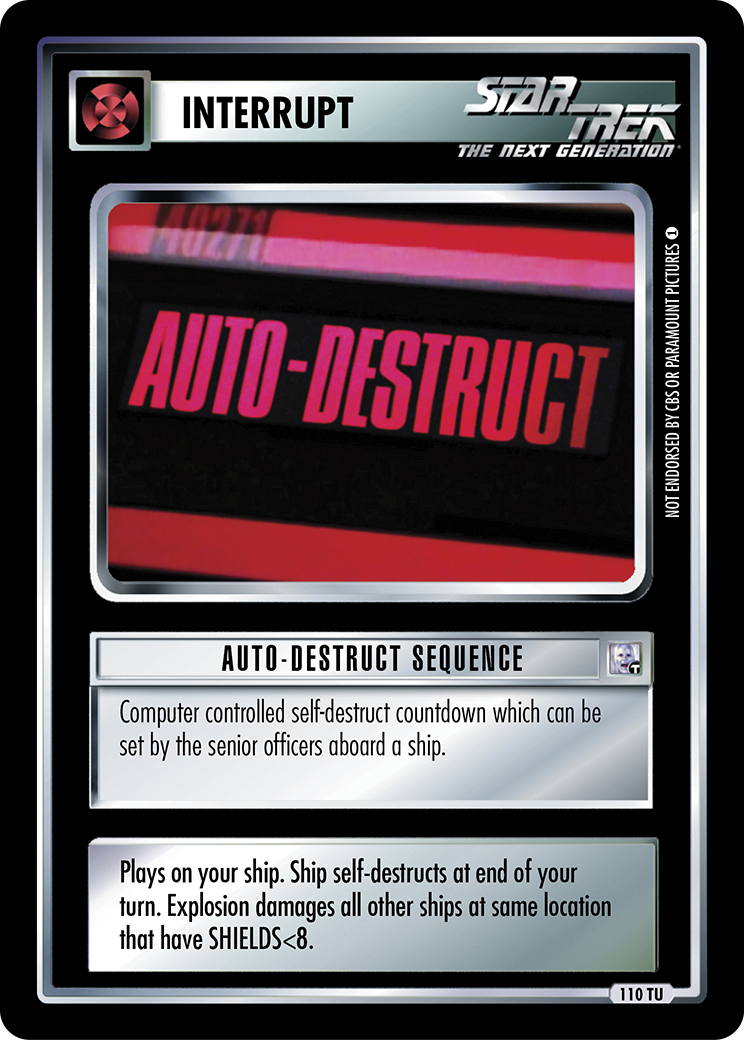 INTERRUPT
STAR TREK
THE NEXT GENERATION
40271
AUTO-DESTRUCT
NOT ENDORSED BY CBS OR PARAMOUNT PICTURES 1
AUTO-DESTRUCT SEQUENCE
T
Computer controlled self-destruct countdown which can be
set by the senior officers aboard a ship.
Plays on your ship. Ship self-destructs at end of your
turn. Explosion damages all other ships at same location
that have SHIELDS<8.
110 TU